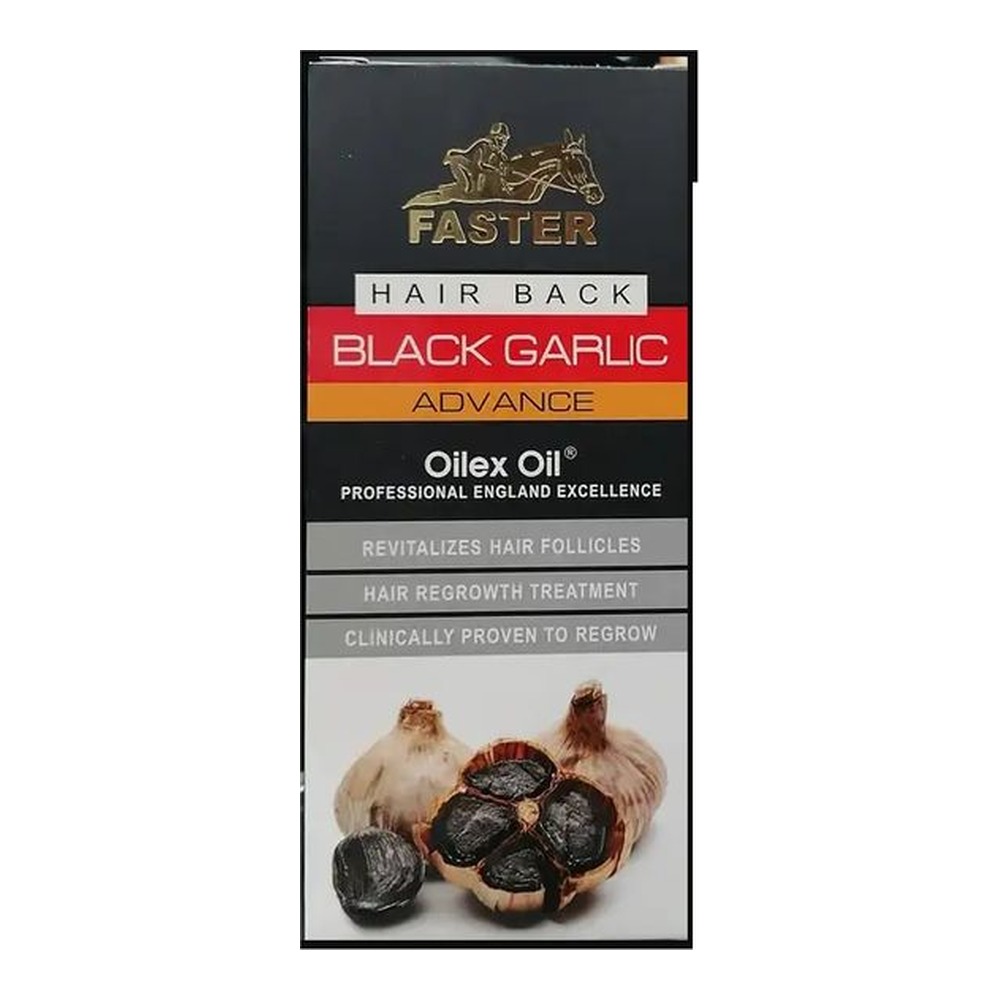 FASTER
HAIR BACK
BLACK GARLIC
ADVANCE
Oilex Oil®
PROFESSIONAL ENGLAND EXCELLENCE
REVITALIZES HAIR FOLLICLES
HAIR REGROWTH TREATMENT
CLINICALLY PROVEN TO REGROW